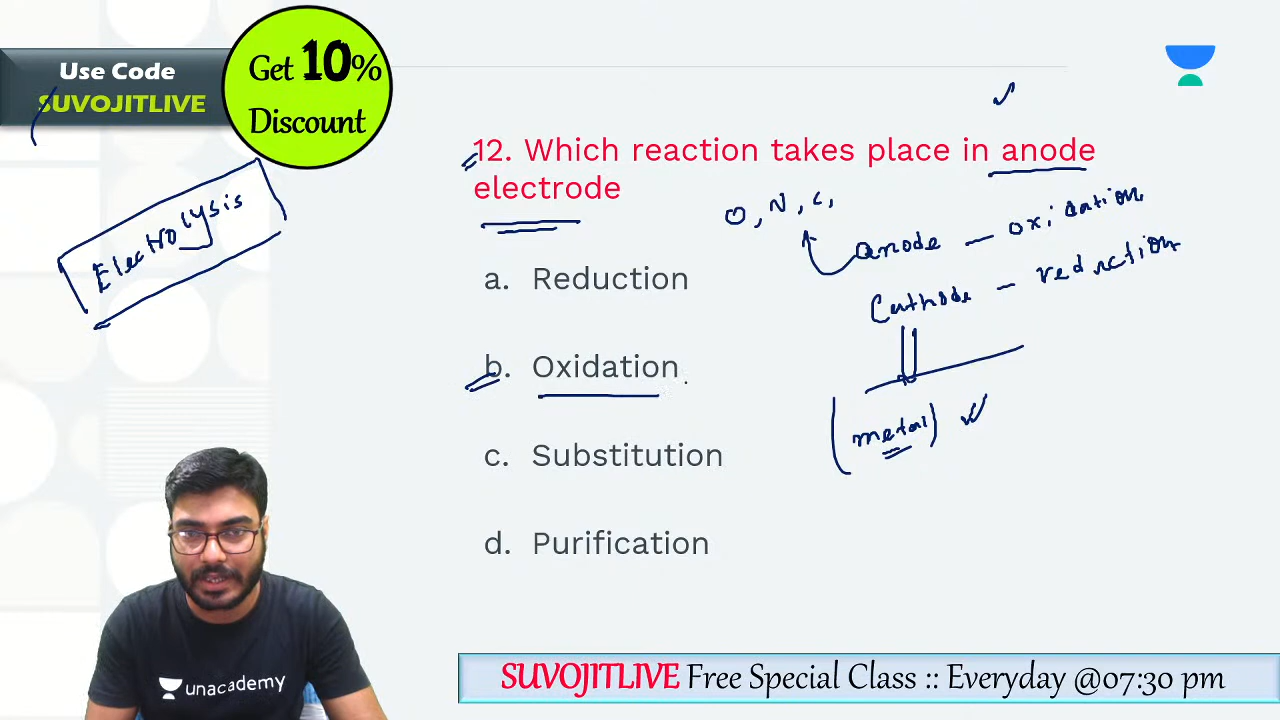 Use Code
SUVOJITLIVE
Get 10%
Discount
Electrolysis
12. Which reaction takes place in anode
electrode
O, N, C,
anode – oxidation
Cathode – reduction
(metal)
a. Reduction
b. Oxidation
c. Substitution
d. Purification
unacademy
SUVOJITLIVE Free Special Class :: Everyday @07:30 pm